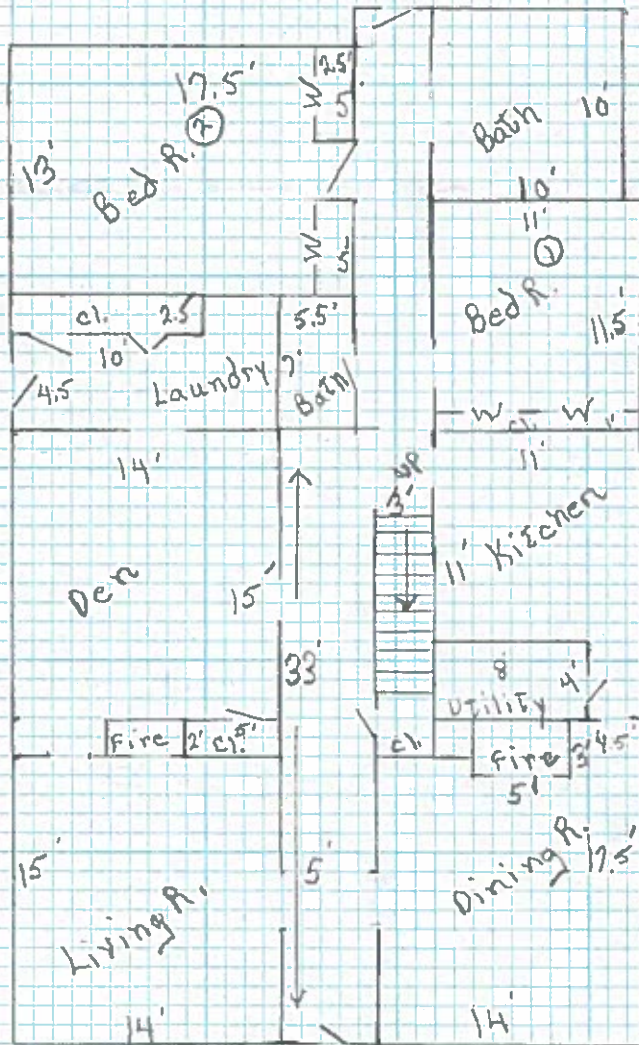 17.5'
2.5'
W
5'
2
Bed R.
13'
W
5
Bath
10'
10'
11'
1
Bed R.
11.5'
W
cl.
W
1'
cl.
2.5
10'
4.5
Laundry
5.5'
7'
Bath
14'
Den
15'
33'
UP
3'
11'
11'
Kitchen
8
4'
Utility
Fire
2'
cl.
5'
cl.
Fire
3'
4.5'
5'
15'
Living R.
14'
5'
Dining R.
17.5'
14'